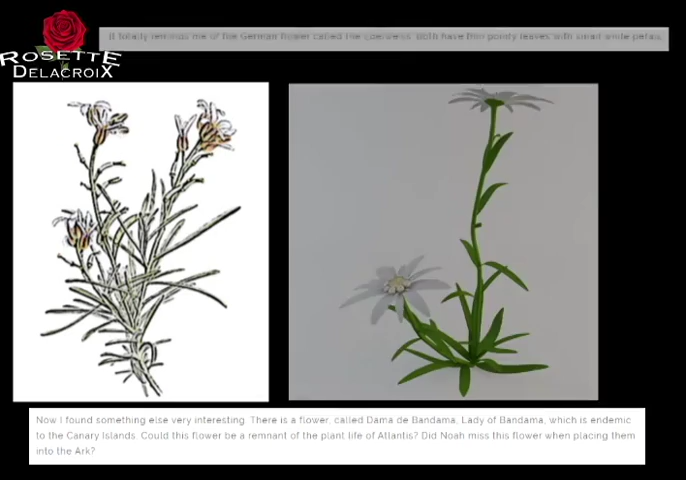 It totally reminds me of the German flower called The Edelweiss. Both have thin pointy leaves with small white petals.
ROSETTE
DELACROIX
Now I found something else very interesting. There is a flower, called Dama de Bandama, Lady of Bandama, which is endemic
to the Canary Islands. Could this flower be a remnant of the plant life of Atlantis? Did Noah miss this flower when placing them
into the Ark?